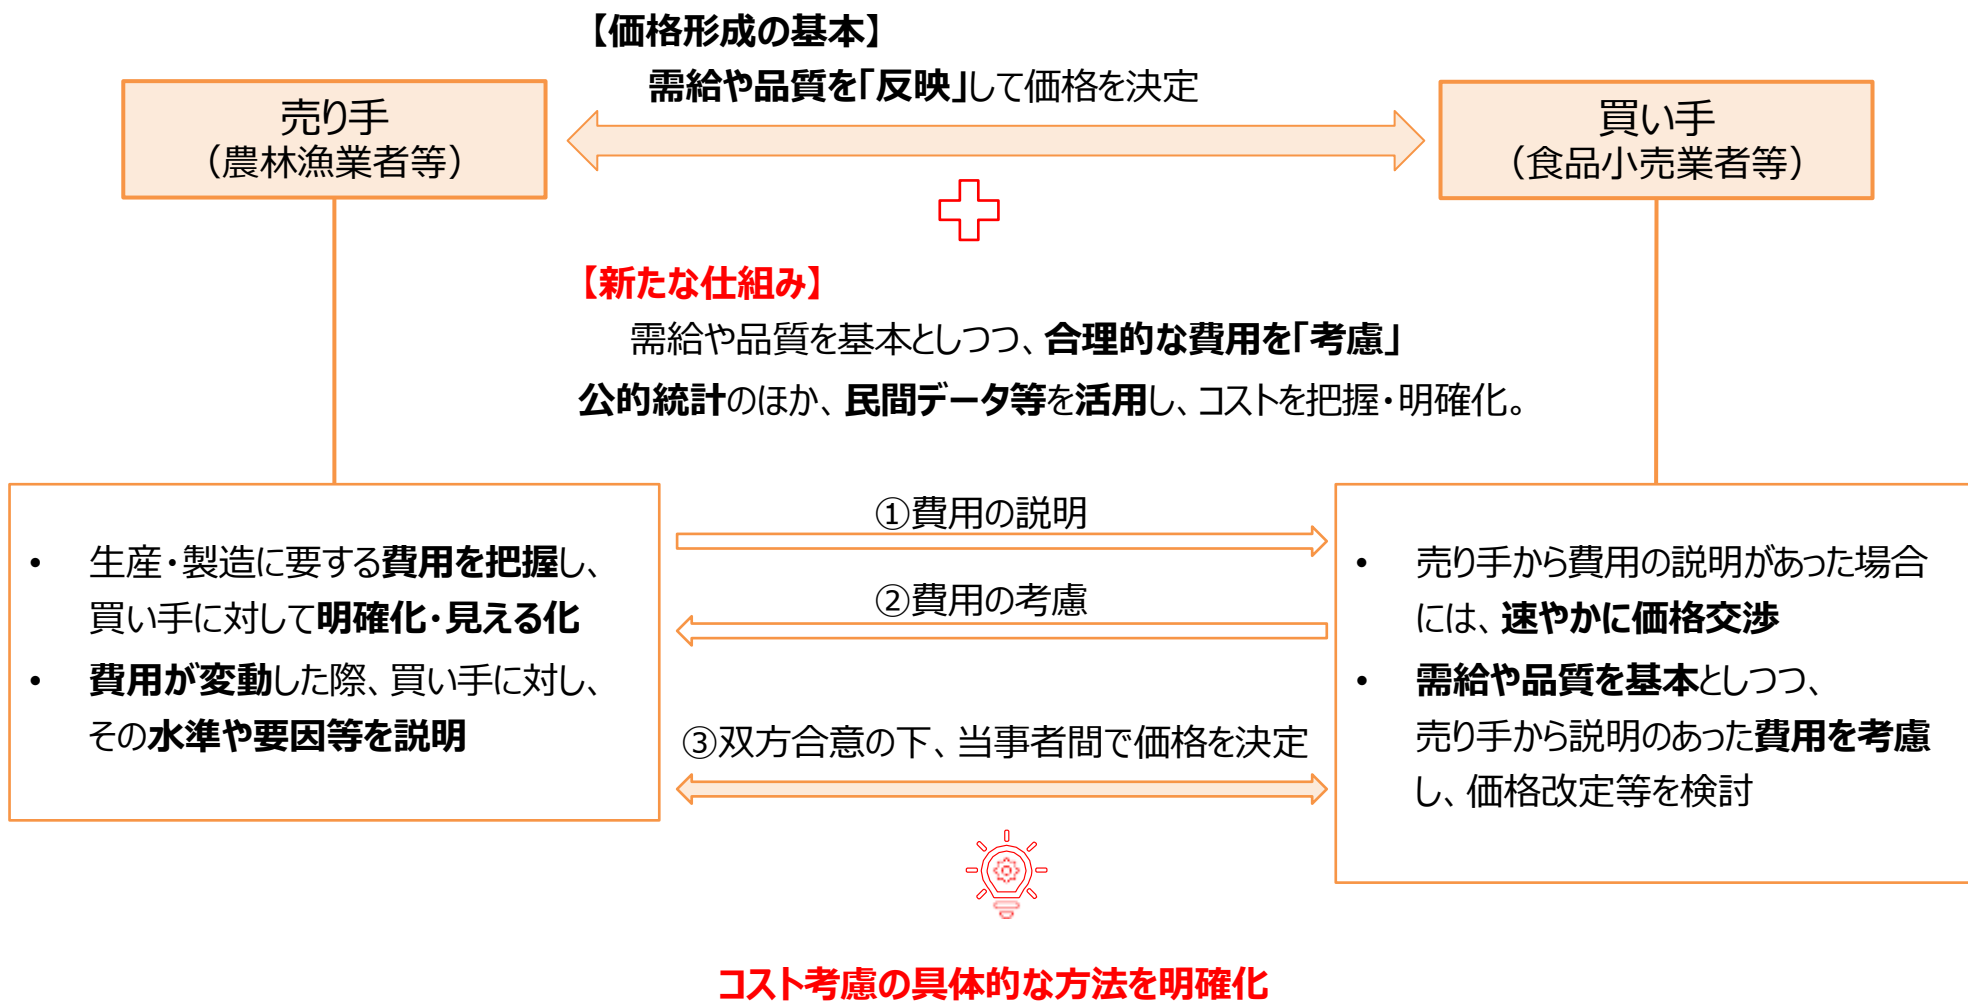 【価格形成の基本】
需給や品質を「反映」して価格を決定
売り手
（農林漁業者等）
買い手
（食品小売業者等）
【新たな仕組み】
需給や品質を基本としつつ、合理的な費用を「考慮」
公的統計のほか、民間データ等を活用し、コストを把握・明確化。
• 生産・製造に要する費用を把握し、
買い手に対して明確化・見える化
• 費用が変動した際、買い手に対し、
その水準や要因等を説明
①費用の説明
②費用の考慮
③双方合意の下、当事者間で価格を決定
• 売り手から費用の説明があった場合
には、速やかに価格交渉
• 需給や品質を基本としつつ、
売り手から説明のあった費用を考慮
し、価格改定等を検討
コスト考慮の具体的な方法を明確化